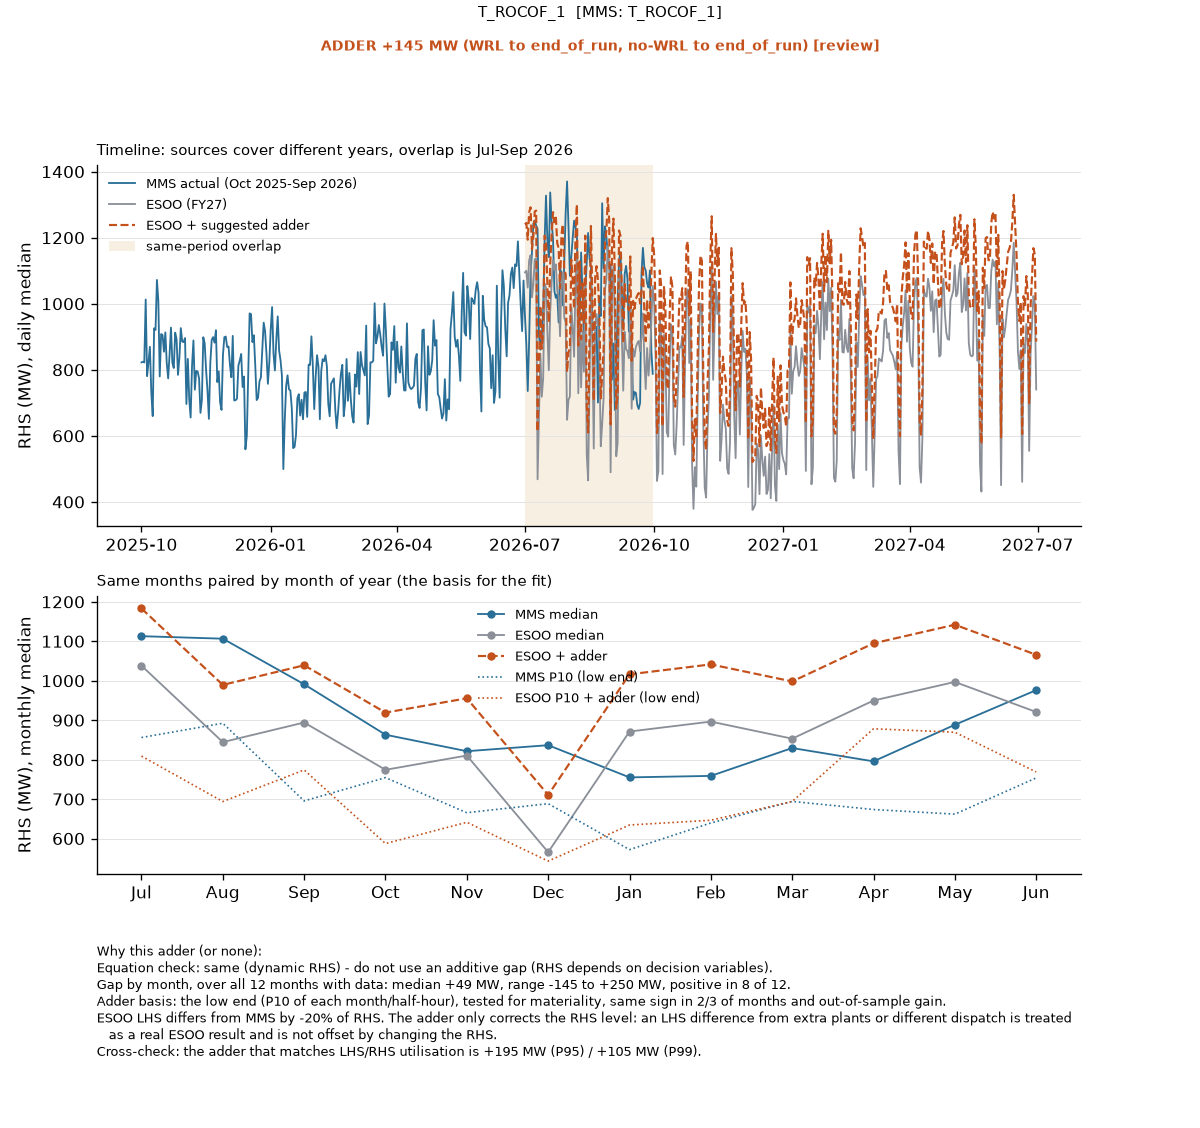 T_ROCOF_1  [MMS: T_ROCOF_1]
ADDER +145 MW (WRL to end_of_run, no-WRL to end_of_run) [review]
Timeline: sources cover different years, overlap is Jul-Sep 2026
RHS (MW), daily median
1400
1200
1000
800
600
400
MMS actual (Oct 2025-Sep 2026)
ESOO (FY27)
ESOO + suggested adder
same-period overlap
2025-10
2026-01
2026-04
2026-07
2026-10
2027-01
2027-04
2027-07
Same months paired by month of year (the basis for the fit)
RHS (MW), monthly median
1200
1100
1000
900
800
700
600
MMS median
ESOO median
ESOO + adder
MMS P10 (low end)
ESOO P10 + adder (low end)
Jul
Aug
Sep
Oct
Nov
Dec
Jan
Feb
Mar
Apr
May
Jun
Why this adder (or none):
Equation check: same (dynamic RHS) - do not use an additive gap (RHS depends on decision variables).
Gap by month, over all 12 months with data: median +49 MW, range -145 to +250 MW, positive in 8 of 12.
Adder basis: the low end (P10 of each month/half-hour), tested for materiality, same sign in 2/3 of months and out-of-sample gain.
ESOO LHS differs from MMS by -20% of RHS. The adder only corrects the RHS level: an LHS difference from extra plants or different dispatch is treated
as a real ESOO result and is not offset by changing the RHS.
Cross-check: the adder that matches LHS/RHS utilisation is +195 MW (P95) / +105 MW (P99).